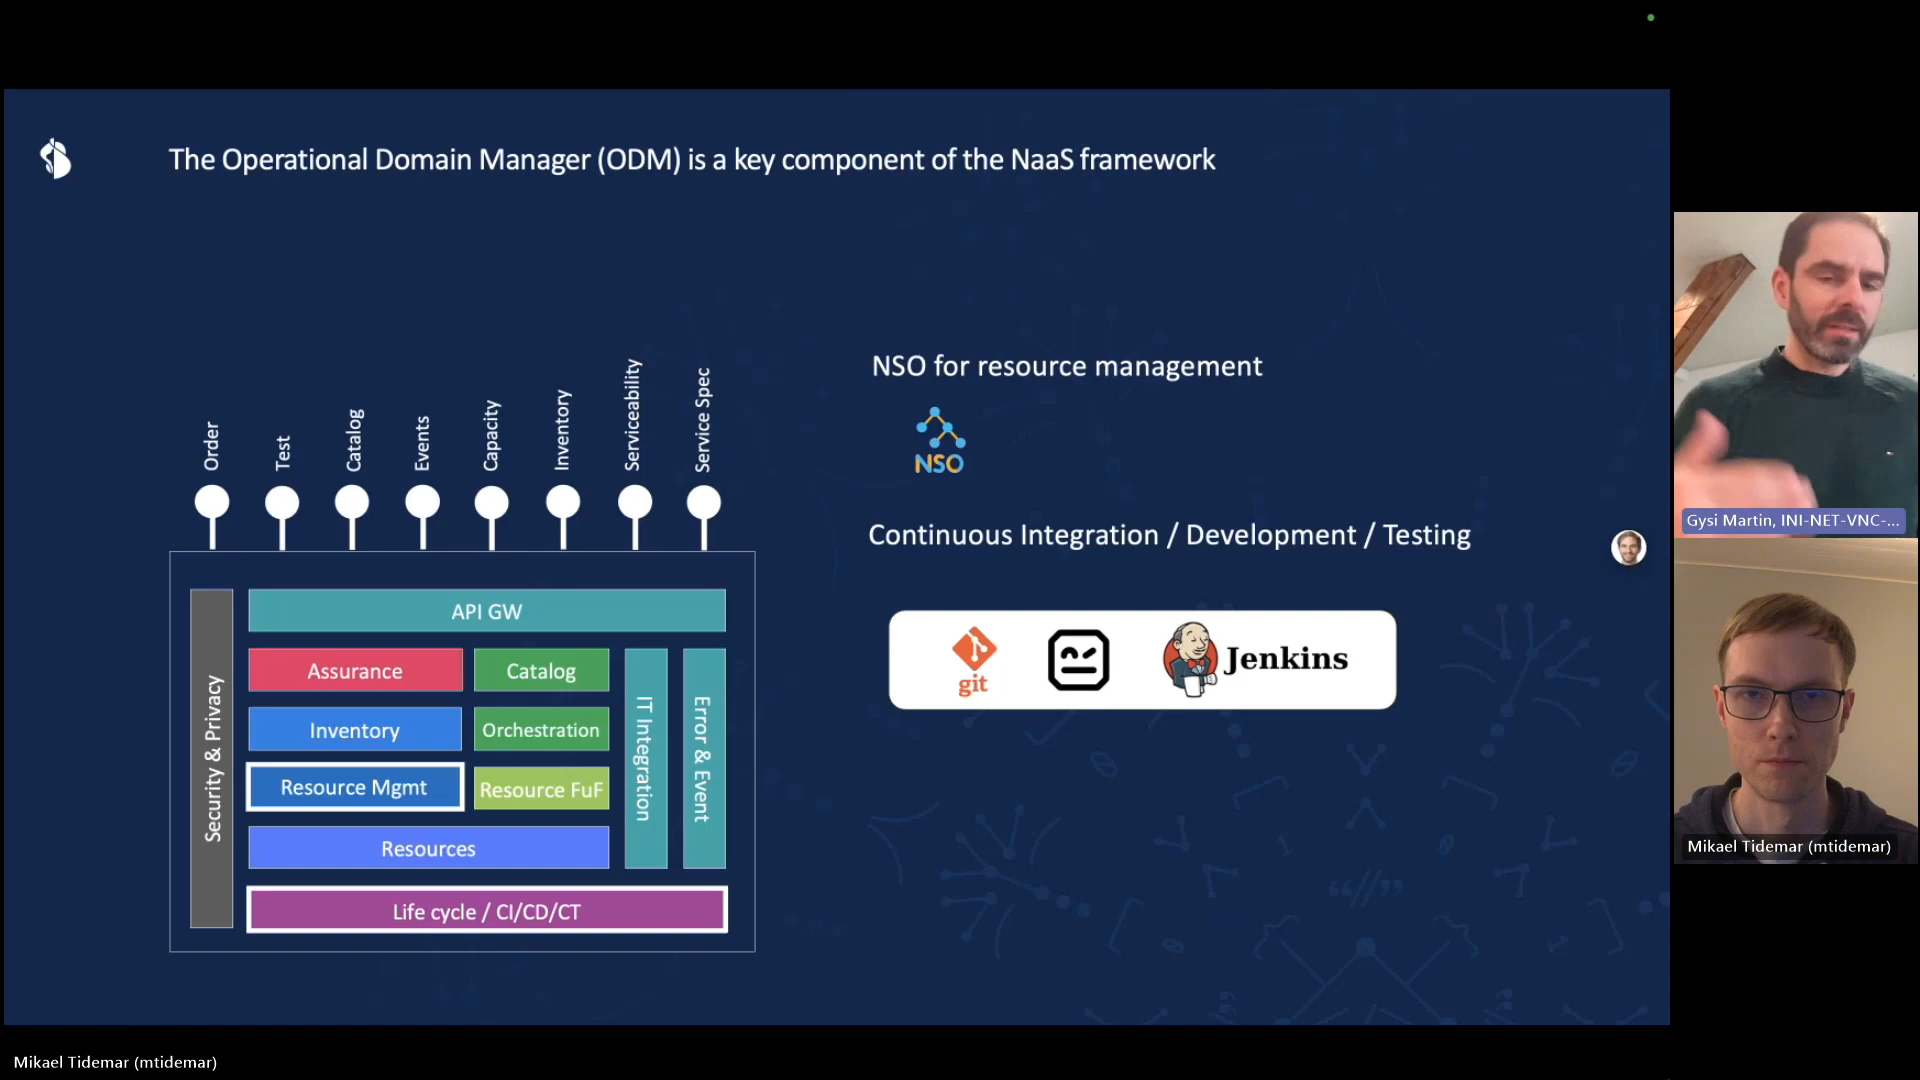 The Operational Domain Manager (ODM) is a key component of the NaaS framework
Order
Test
Catalog
Events
Capacity
Inventory
Serviceability
Service Spec
Security & Privacy
API GW
Assurance
Catalog
Inventory
Orchestration
Resource Mgmt
Resource FuF
Resources
IT Integration
Error & Event
Life cycle / CI/CD/CT
NSO for resource management
NSO
Continuous Integration / Development / Testing
git
Jenkins
Gysi Martin, INI-NET-VNC-...
Mikael Tidemar (mtidemar)
Mikael Tidemar (mtidemar)